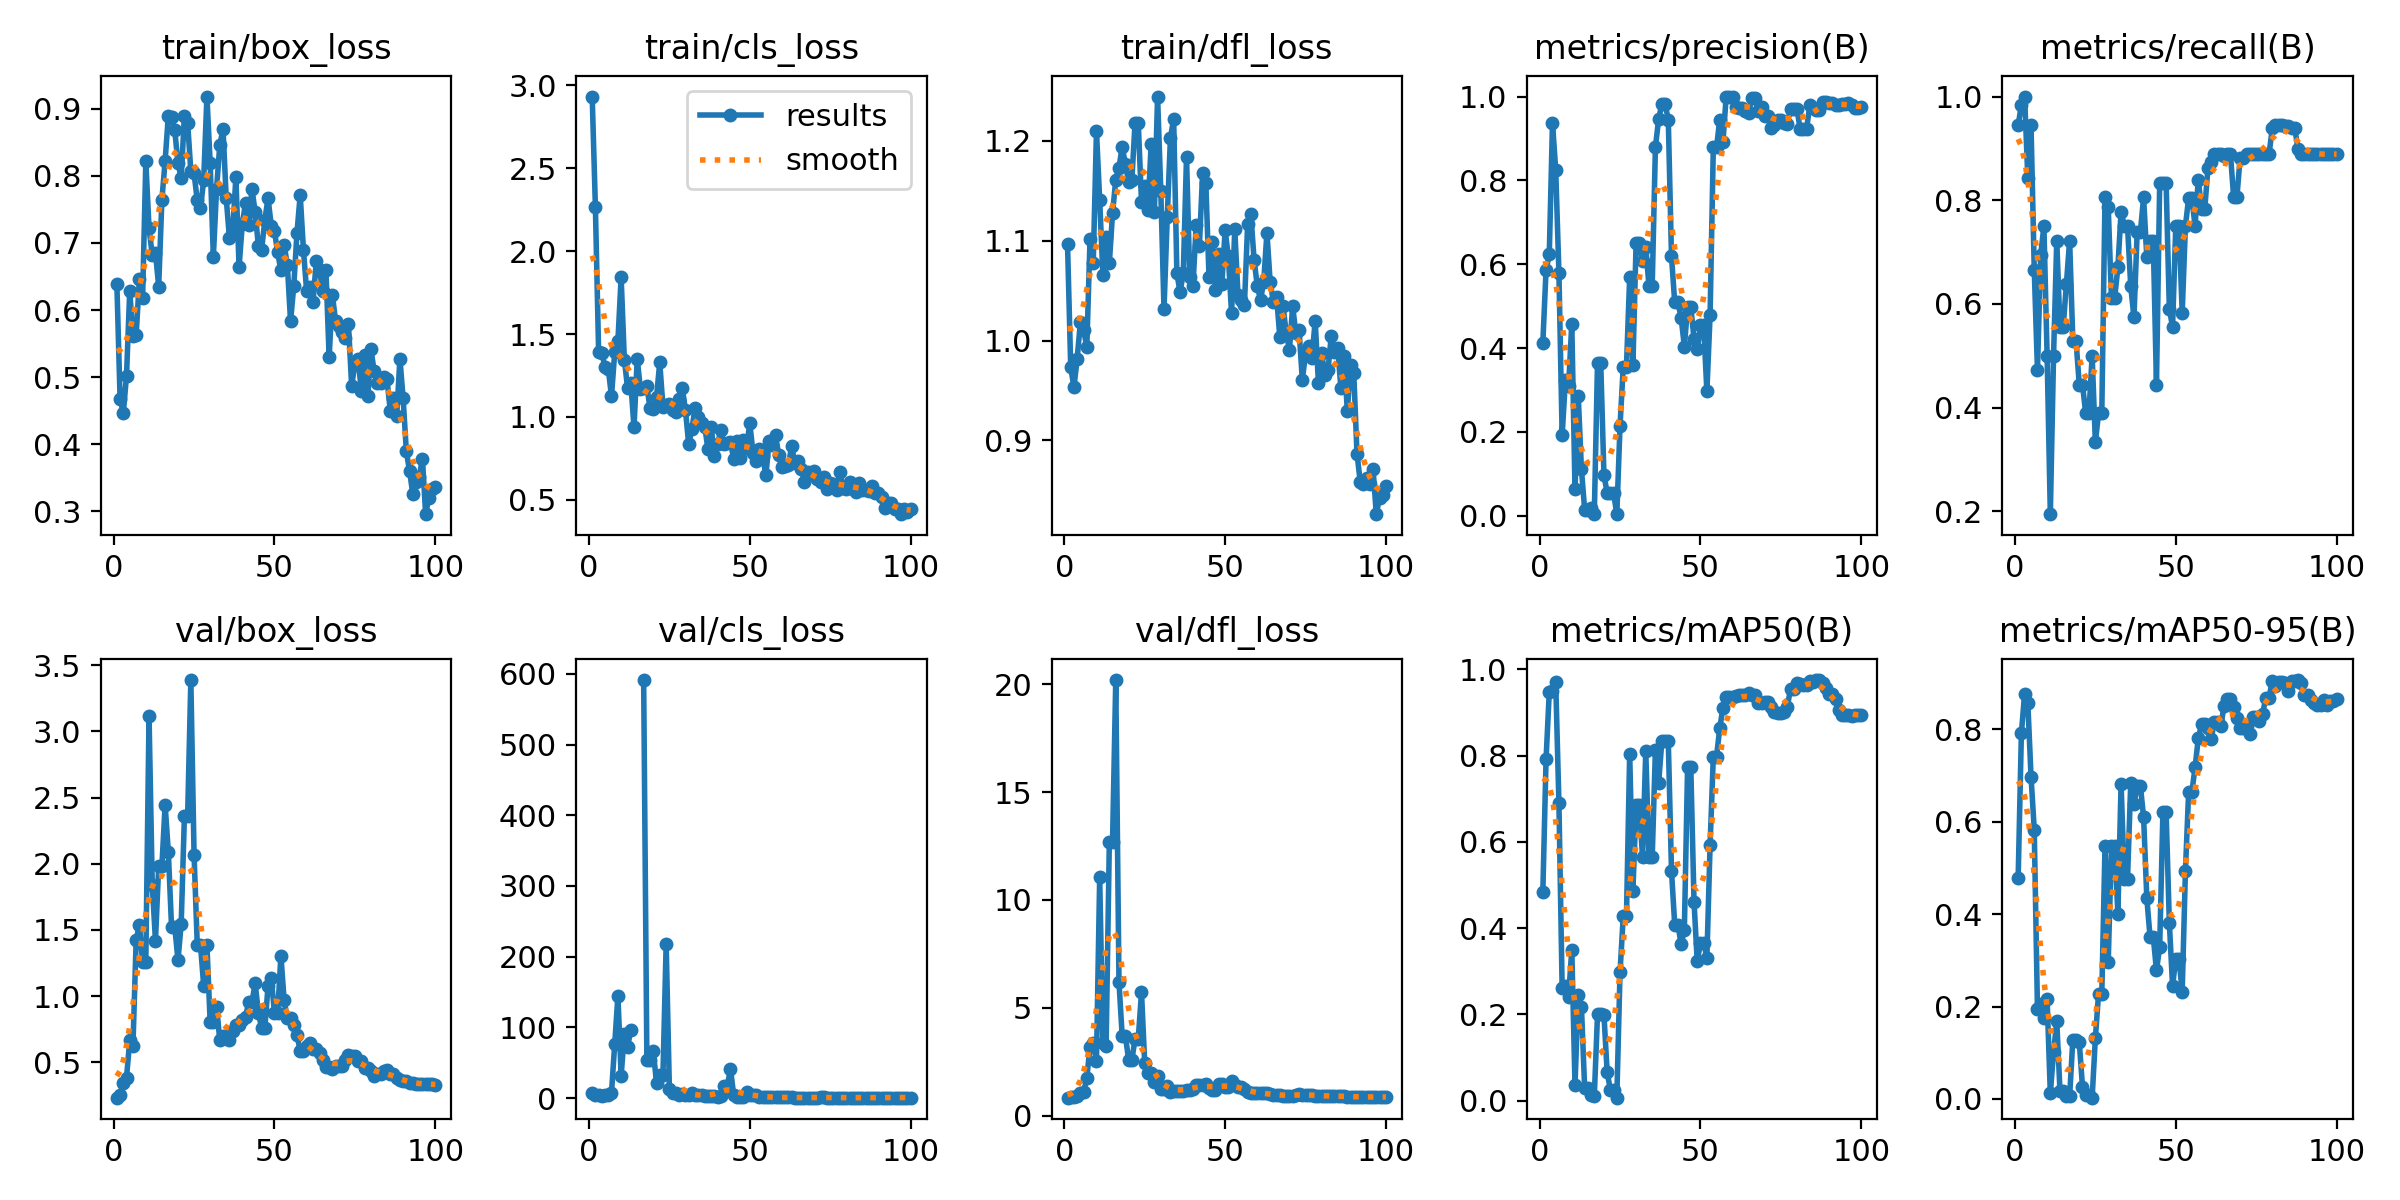 train/box_loss
train/cls_loss
train/dfl_loss
metrics/precision(B)
metrics/recall(B)
0.9
0.8
0.7
0.6
0.5
0.4
0.3
0 50 100
3.0
2.5
2.0
1.5
1.0
0.5
results
smooth
0 50 100
1.2
1.1
1.0
0.9
0 50 100
1.0
0.8
0.6
0.4
0.2
0.0
0 50 100
1.0
0.8
0.6
0.4
0.2
0 50 100
val/box_loss
val/cls_loss
val/dfl_loss
metrics/mAP50(B)
metrics/mAP50-95(B)
3.5
3.0
2.5
2.0
1.5
1.0
0.5
0 50 100
600
500
400
300
200
100
0
0 50 100
20
15
10
5
0
0 50 100
1.0
0.8
0.6
0.4
0.2
0.0
0 50 100
0.8
0.6
0.4
0.2
0.0
0 50 100